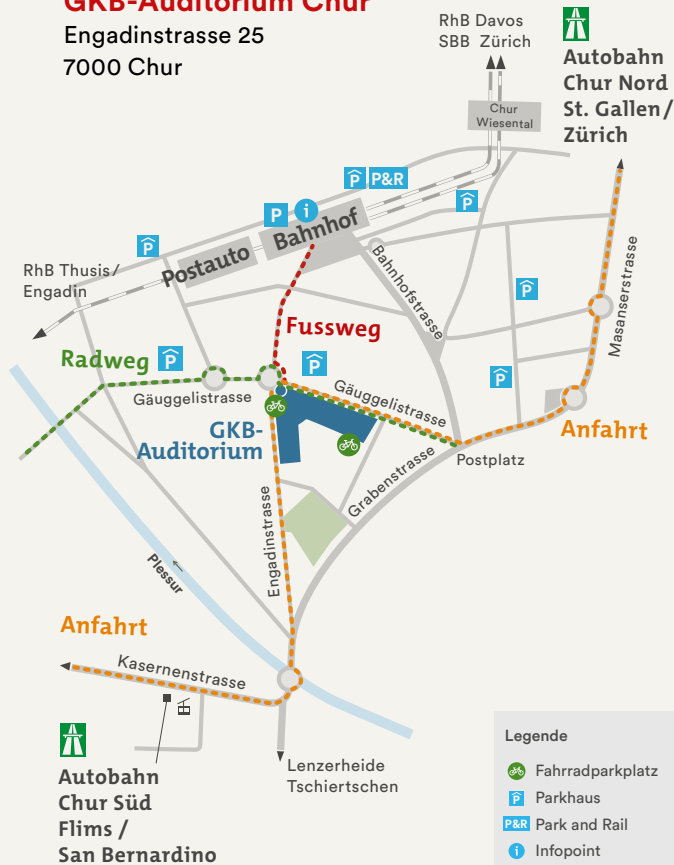 GKB-Auditorium Chur
Engadinstrasse 25
7000 Chur
RhB Davos
SBB Zürich
Autobahn
Chur Nord
St. Gallen/
Zürich
Chur
Wiesental
P
P&R
P
P
i
Bahnhof
P
Postauto
RhB Thusis/
Engadin
Bahnhofstrasse
Masanserstrasse
P
Fussweg
Radweg
P
P
P
Gäuggelistrasse
Gäuggelistrasse
GKB-
Auditorium
Anfahrt
Postplatz
Grabenstrasse
Engadinstrasse
Plessur
Anfahrt
Kasernenstrasse
Autobahn
Chur Süd
Flims /
San Bernardino
Lenzerheide
Tschiertschen
Legende
Fahrradparkplatz
P
Parkhaus
P&R
Park and Rail
i
Infopoint